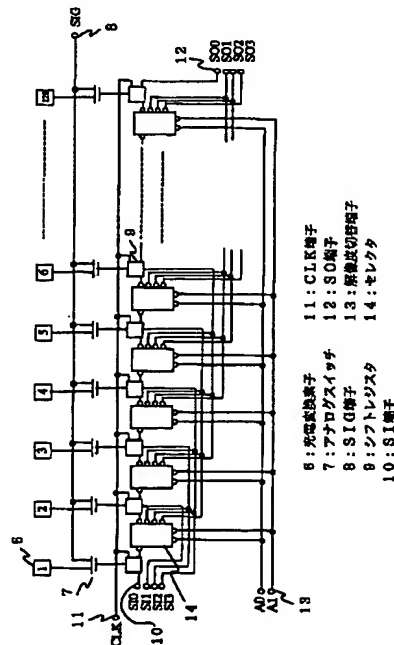 SIG
8
n
1
2
3
4
5
6
6
7
9
12
SO0
SO1
SO2
SO3
11
CLK
10
SI0
SI1
SI2
SI3
14
A0
A1
13
6:光電変換素子
7:アナログスイッチ
8:SIG端子
9:シフトレジスタ
10:SI端子
11:CLK端子
12:SO端子
13:解像度切替端子
14:セレクタ